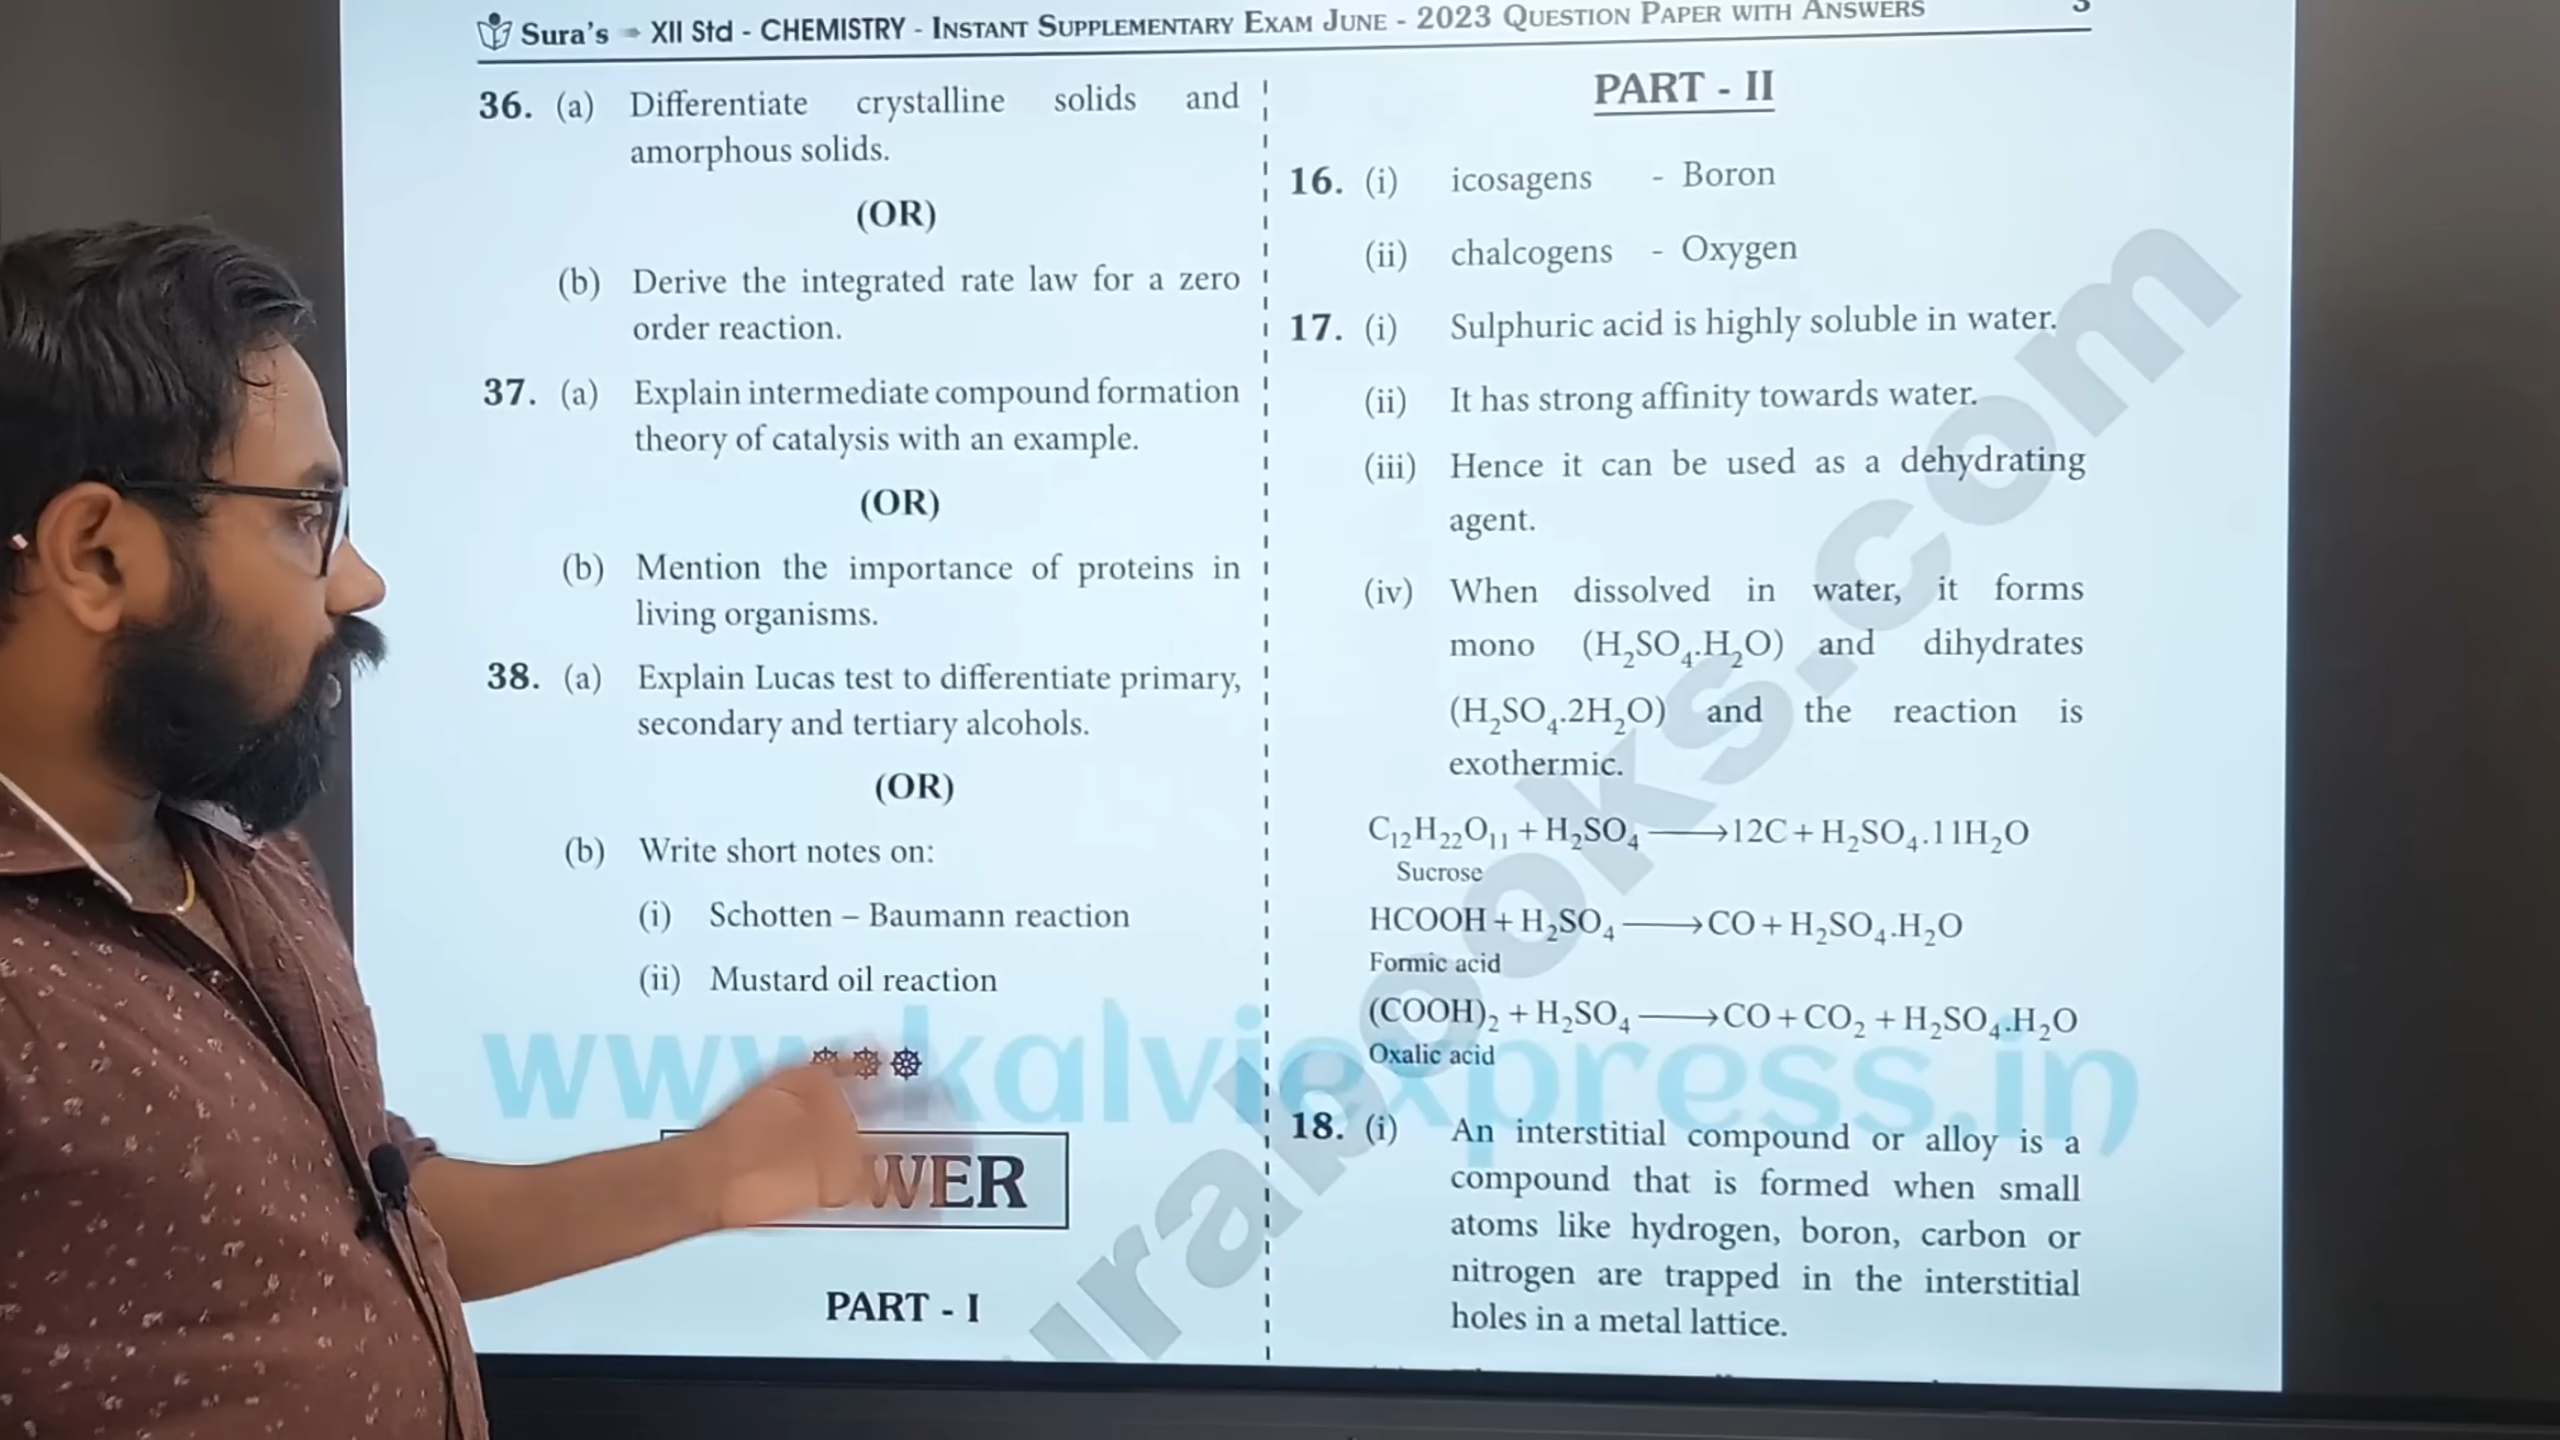 Sura's ➠ XII Std - CHEMISTRY - INSTANT SUPPLEMENTARY EXAM JUNE - 2023 QUESTION PAPER WITH ANSWERS 3
36. (a) Differentiate crystalline solids and
amorphous solids.
(OR)
(b) Derive the integrated rate law for a zero
order reaction.
37. (a) Explain intermediate compound formation
theory of catalysis with an example.
(OR)
(b) Mention the importance of proteins in
living organisms.
38. (a) Explain Lucas test to differentiate primary,
secondary and tertiary alcohols.
(OR)
(b) Write short notes on:
(i) Schotten – Baumann reaction
(ii) Mustard oil reaction
WER
PART - I
PART - II
16. (i) icosagens - Boron
(ii) chalcogens - Oxygen
17. (i) Sulphuric acid is highly soluble in water.
(ii) It has strong affinity towards water.
(iii) Hence it can be used as a dehydrating
agent.
(iv) When dissolved in water, it forms
mono (H₂SO₄.H₂O) and dihydrates
(H₂SO₄.2H₂O) and the reaction is
exothermic.
C₁₂H₂₂O₁₁ + H₂SO₄ ⟶ 12C + H₂SO₄.11H₂O
Sucrose
HCOOH + H₂SO₄ ⟶ CO + H₂SO₄.H₂O
Formic acid
(COOH)₂ + H₂SO₄ ⟶ CO + CO₂ + H₂SO₄.H₂O
Oxalic acid
18. (i) An interstitial compound or alloy is a
compound that is formed when small
atoms like hydrogen, boron, carbon or
nitrogen are trapped in the interstitial
holes in a metal lattice.
www.kalviexpress.in
urabooks.com